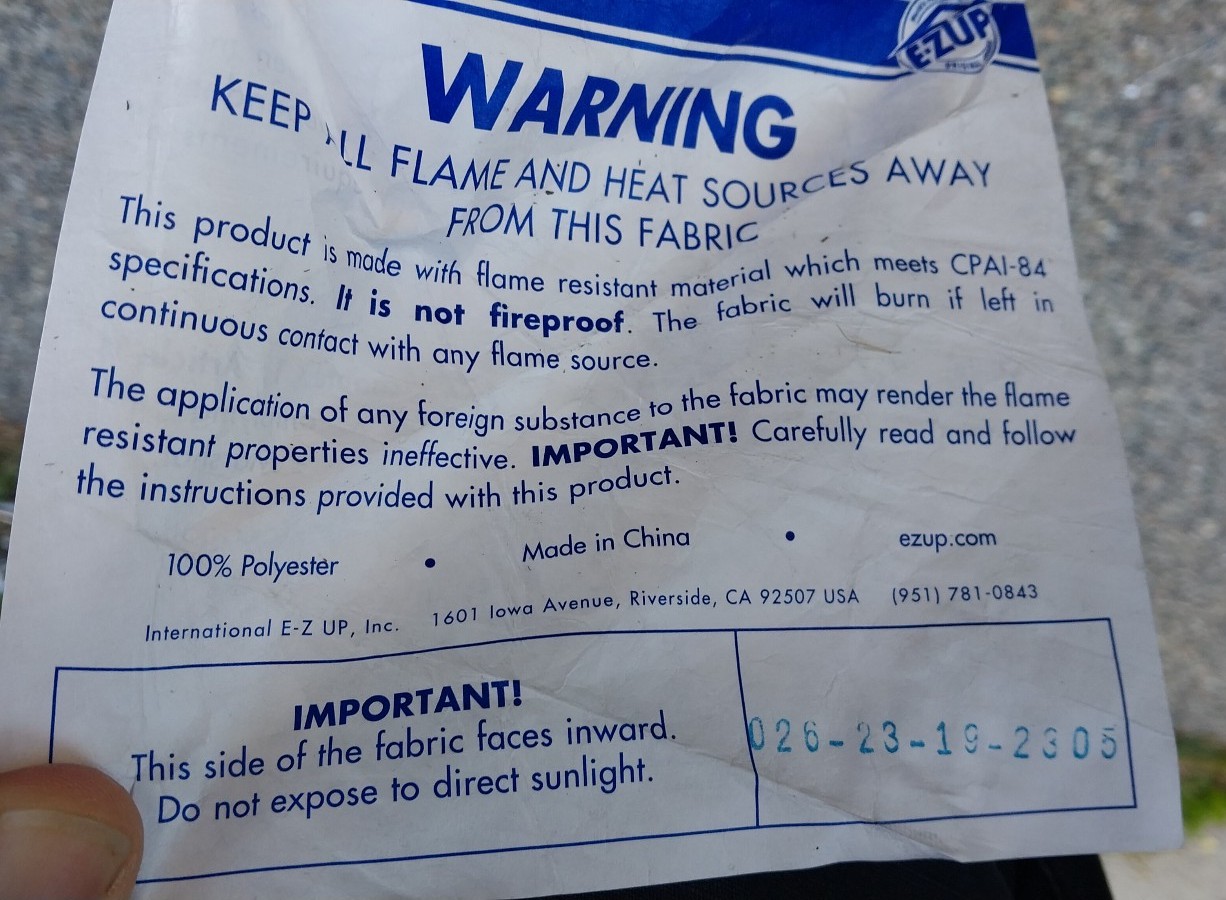 E-ZUP
WARNING
KEEP ALL FLAME AND HEAT SOURCES AWAY
FROM THIS FABRIC
This product is made with flame resistant material which meets CPAI-84
specifications. It is not fireproof. The fabric will burn if left in
continuous contact with any flame source.
The application of any foreign substance to the fabric may render the flame
resistant properties ineffective. IMPORTANT! Carefully read and follow
the instructions provided with this product.
100% Polyester • Made in China • ezup.com
International E-Z UP, Inc. 1601 Iowa Avenue, Riverside, CA 92507 USA (951) 781-0843
IMPORTANT!
This side of the fabric faces inward.
Do not expose to direct sunlight.
026-23-19-2305